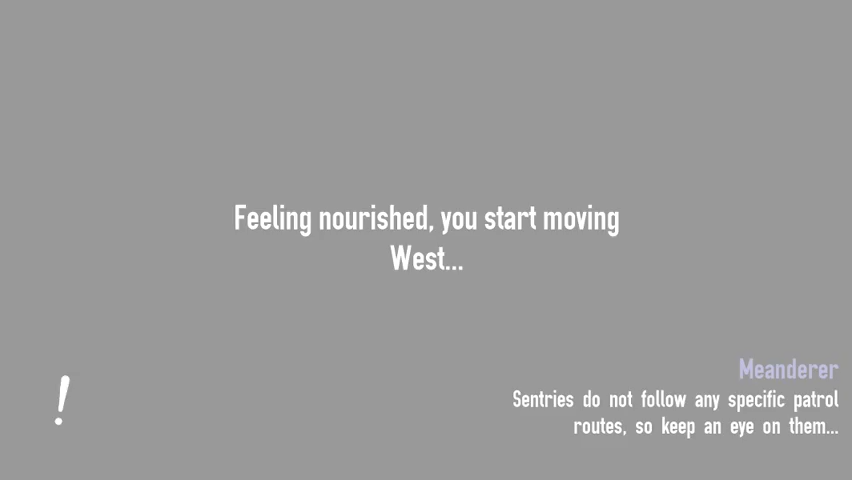 Feeling nourished, you start moving
West...
!
Meanderer
Sentries do not follow any specific patrol
routes, so keep an eye on them...